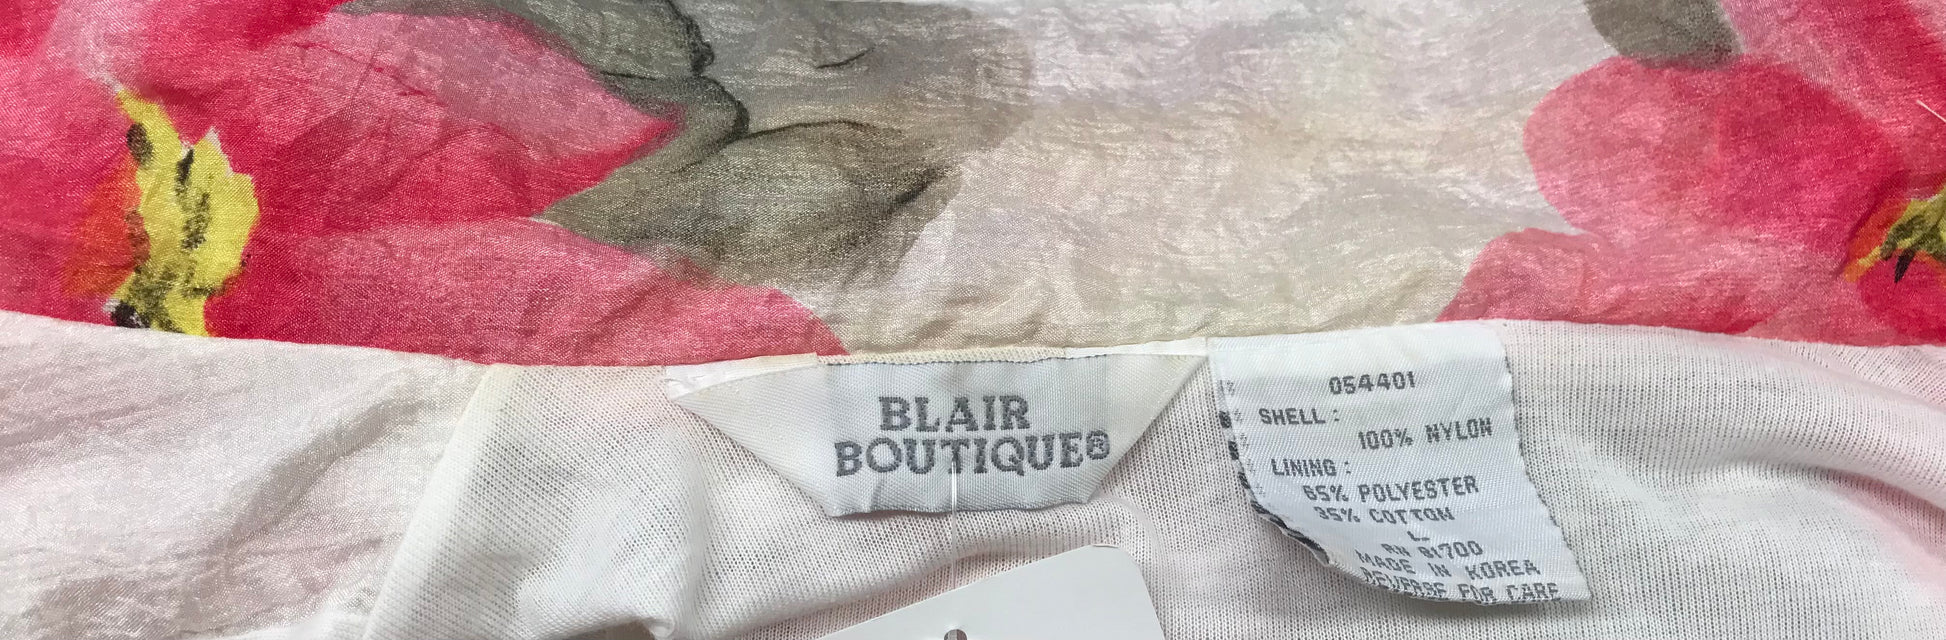 BLAIR
BOUTIQUE®
054401
SHELL:
100% NYLON
LINING:
65% POLYESTER
35% COTTON
L
RN 81700
MADE IN KOREA
REVERSE FOR CARE